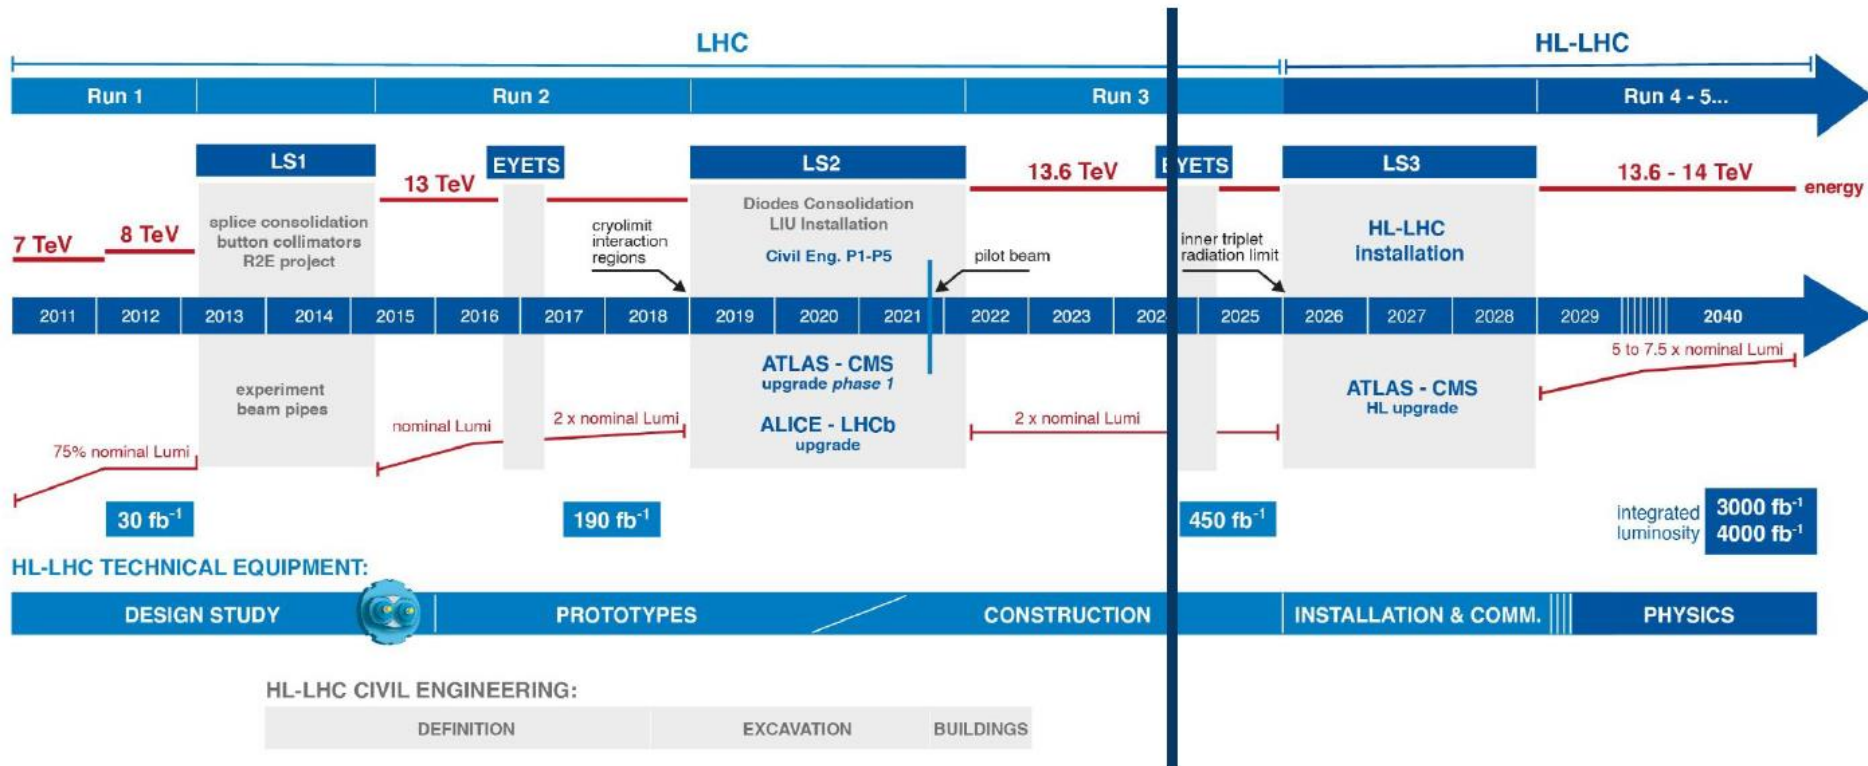 LHC
HL-LHC
Run 1
Run 2
Run 3
Run 4 - 5...
LS1
EYETS
LS2
EYETS
LS3
7 TeV
8 TeV
13 TeV
13.6 TeV
13.6 - 14 TeV
energy
splice consolidation
button collimators
R2E project
cryolimit
interaction
regions
Diodes Consolidation
LIU Installation
Civil Eng. P1-P5
pilot beam
inner triplet
radiation limit
HL-LHC
installation
2011
2012
2013
2014
2015
2016
2017
2018
2019
2020
2021
2022
2023
2024
2025
2026
2027
2028
2029
2040
experiment
beam pipes
75% nominal Lumi
nominal Lumi
2 x nominal Lumi
ATLAS - CMS
upgrade phase 1
ALICE - LHCb
upgrade
2 x nominal Lumi
ATLAS - CMS
HL upgrade
5 to 7.5 x nominal Lumi
30 fb⁻¹
190 fb⁻¹
450 fb⁻¹
integrated
luminosity
3000 fb⁻¹
4000 fb⁻¹
HL-LHC TECHNICAL EQUIPMENT:
DESIGN STUDY
PROTOTYPES
CONSTRUCTION
INSTALLATION & COMM.
PHYSICS
HL-LHC CIVIL ENGINEERING:
DEFINITION
EXCAVATION
BUILDINGS